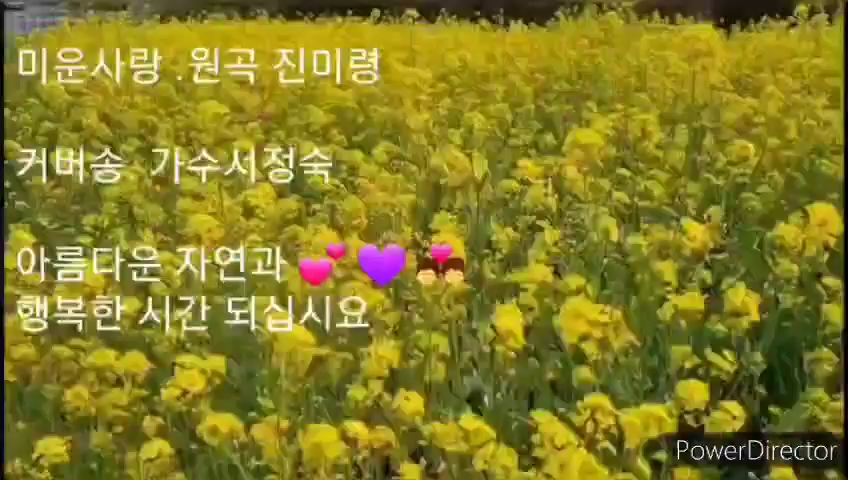 미운사랑 .원곡 진미령
커버송  가수서정숙
아름다운 자연과 💕 💜 💑
행복한 시간 되십시요
PowerDirector